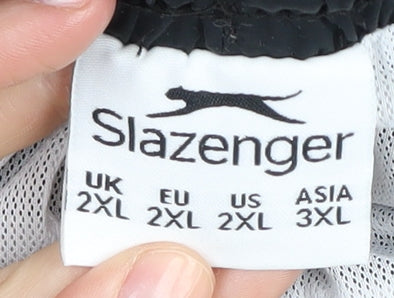 Slazenger
UK EU US ASIA
2XL 2XL 2XL 3XL